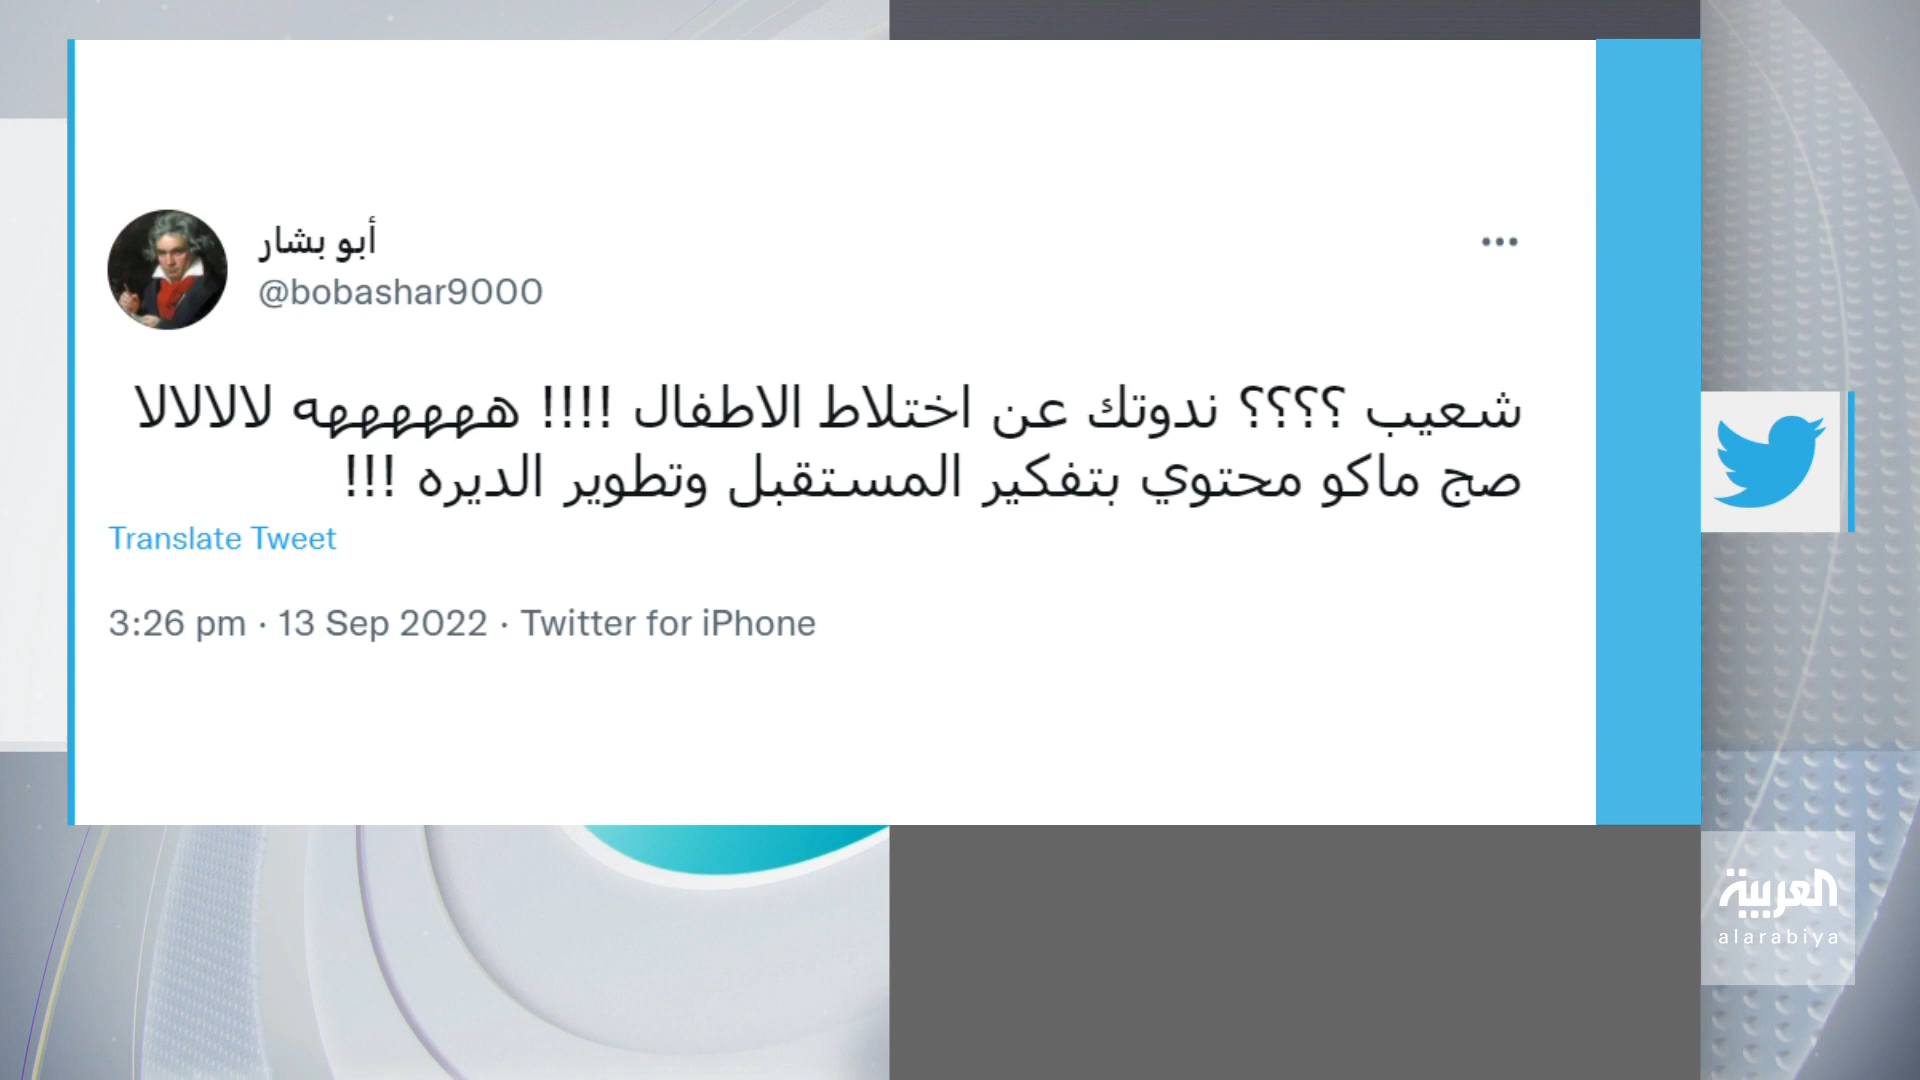 أبو بشار
@bobashar9000
شعيب ؟؟؟؟ ندوتك عن اختلاط الاطفال !!!! هههههههه لالالالا
صج ماكو محتوي بتفكير المستقبل وتطوير الديره !!!
Translate Tweet
3:26 pm · 13 Sep 2022 · Twitter for iPhone
العربية
alarabiya